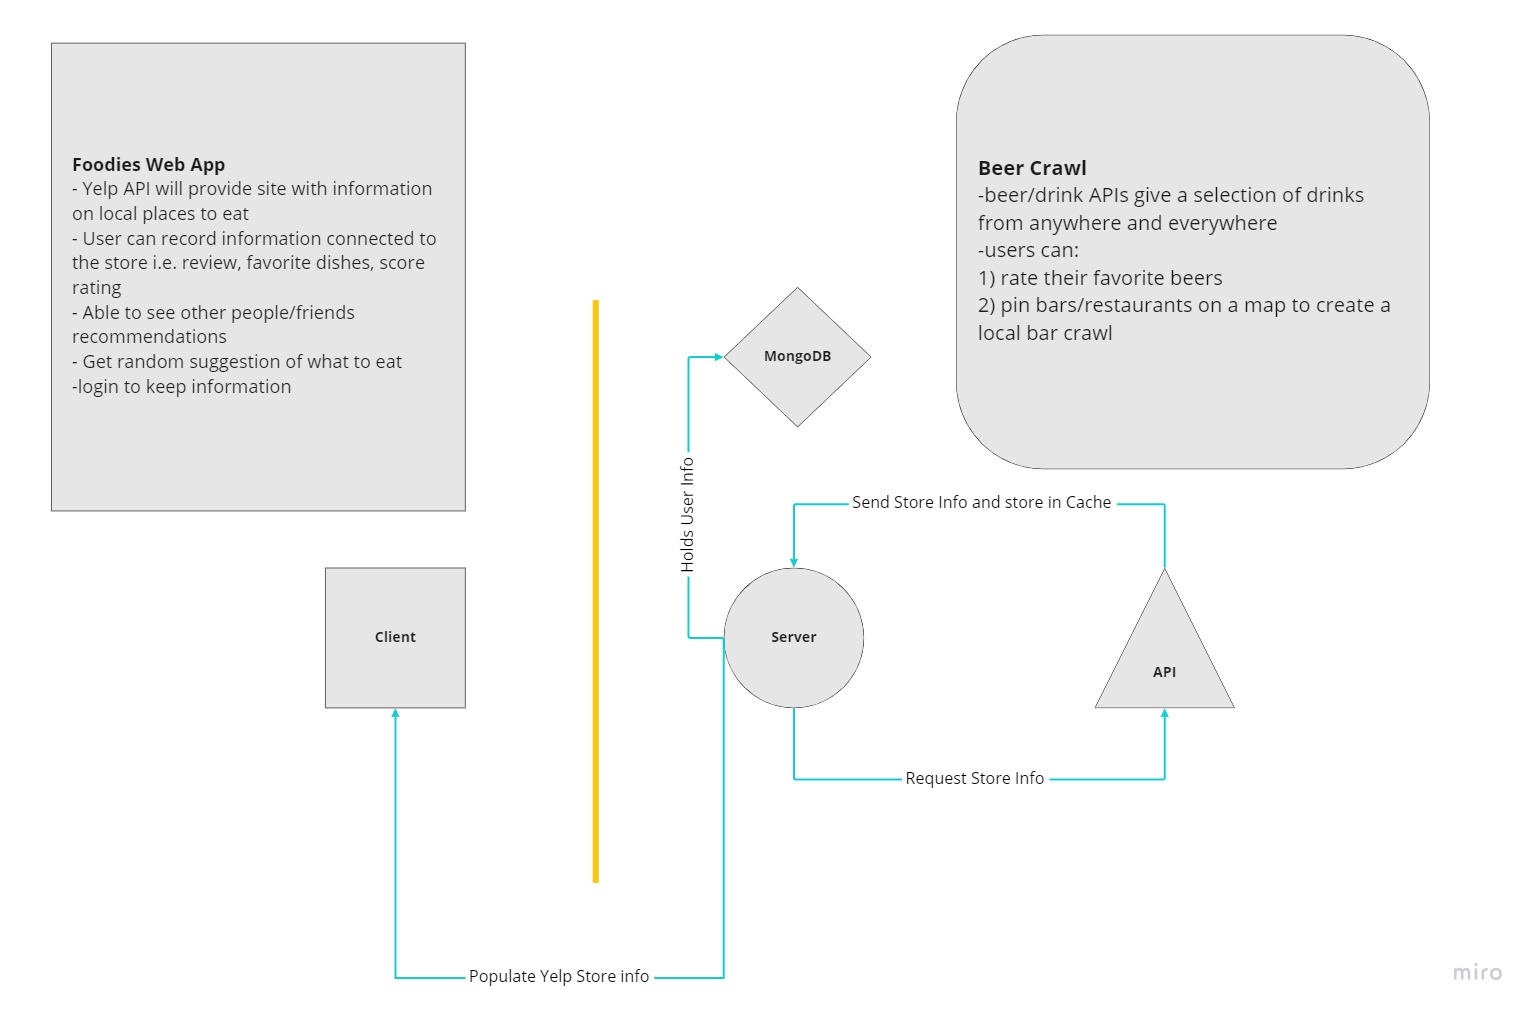 Foodies Web App
- Yelp API will provide site with information
on local places to eat
- User can record information connected to
the store i.e. review, favorite dishes, score
rating
- Able to see other people/friends
recommendations
- Get random suggestion of what to eat
-login to keep information
Beer Crawl
-beer/drink APIs give a selection of drinks
from anywhere and everywhere
-users can:
1) rate their favorite beers
2) pin bars/restaurants on a map to create a
local bar crawl
MongoDB
Holds User Info
Send Store Info and store in Cache
Client
Server
API
Request Store Info
Populate Yelp Store info
miro